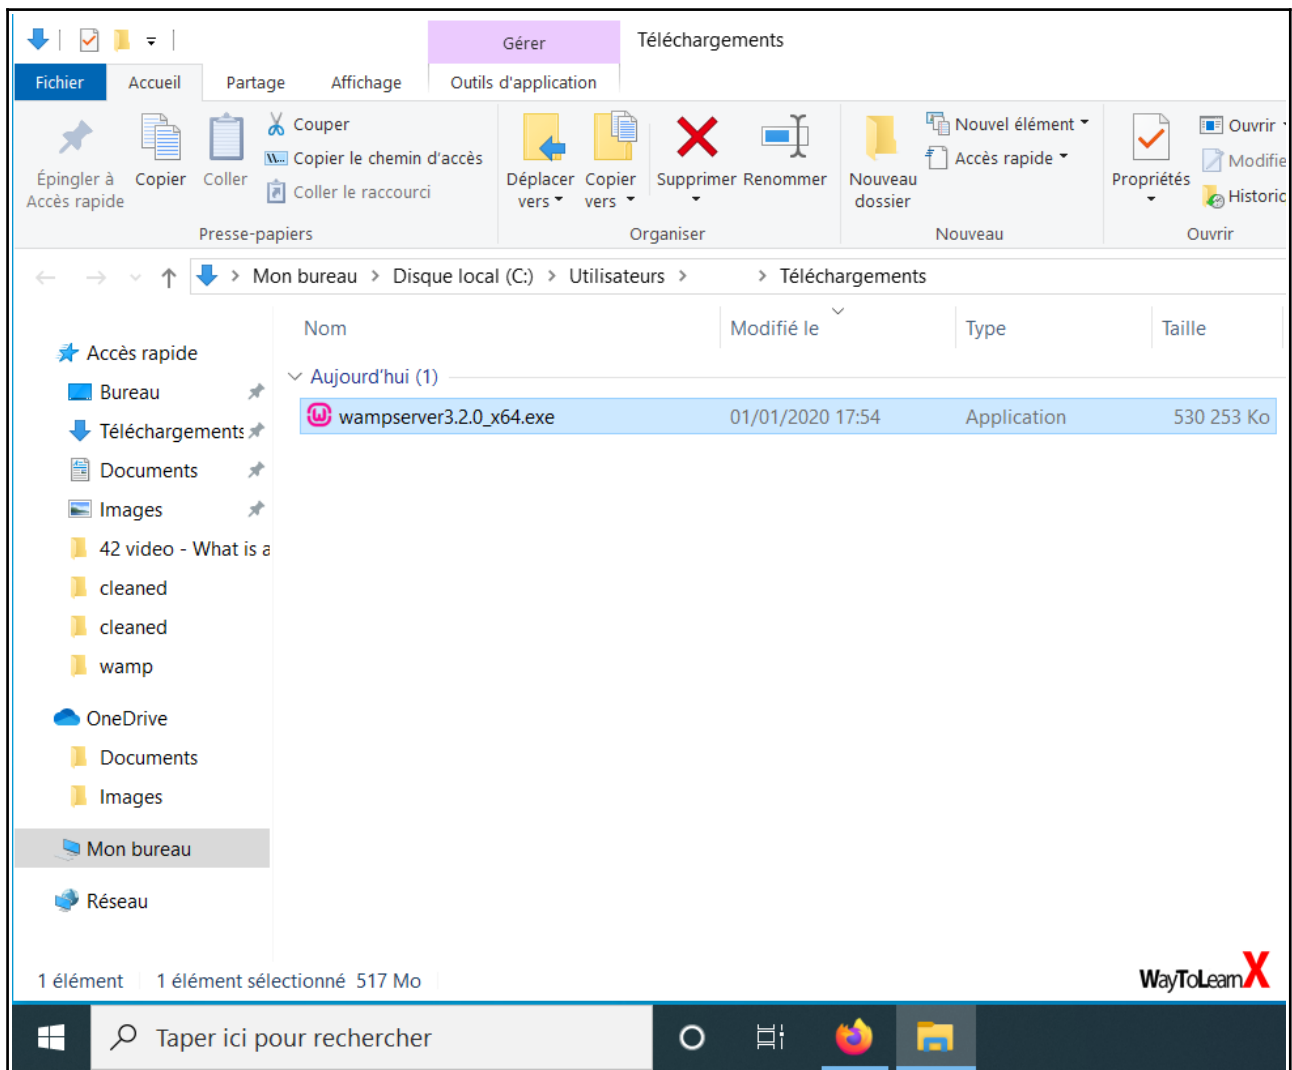 Gérer
Téléchargements
Fichier
Accueil
Partage
Affichage
Outils d'application
Épingler à
Accès rapide
Copier
Coller
Couper
W... Copier le chemin d'accès
Coller le raccourci
Presse-papiers
Déplacer
vers
Copier
vers
Supprimer
Renommer
Organiser
Nouveau
dossier
Nouvel élément
Accès rapide
Nouveau
Propriétés
Ouvrir
Modifie
Historic
Ouvrir
Mon bureau > Disque local (C:) > Utilisateurs > > Téléchargements
Nom Modifié le Type Taille
Aujourd'hui (1)
wampserver3.2.0_x64.exe 01/01/2020 17:54 Application 530 253 Ko
Accès rapide
Bureau
Téléchargements
Documents
Images
42 video - What is a
cleaned
cleaned
wamp
OneDrive
Documents
Images
Mon bureau
Réseau
1 élément 1 élément sélectionné 517 Mo
WayToLearnX
Taper ici pour rechercher